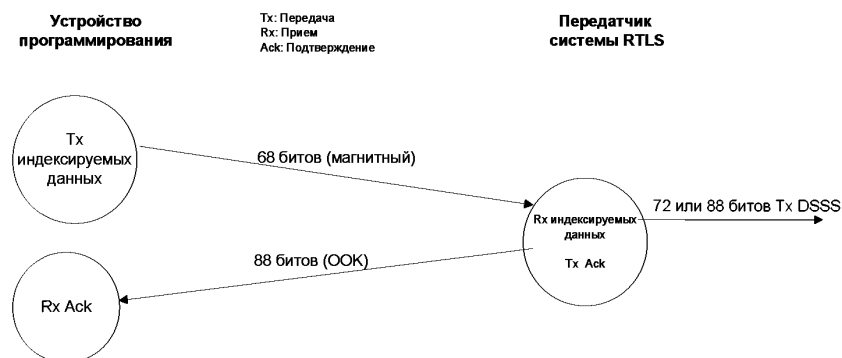 Устройство
программирования
Tx: Передача
Rx: Прием
Ack: Подтверждение
Передатчик
системы RTLS
Tx
индексируемых
данных
68 битов (магнитный)
Rx индексируемых
данных
Tx Ack
72 или 88 битов Tx DSSS
88 битов (OOK)
Rx Ack